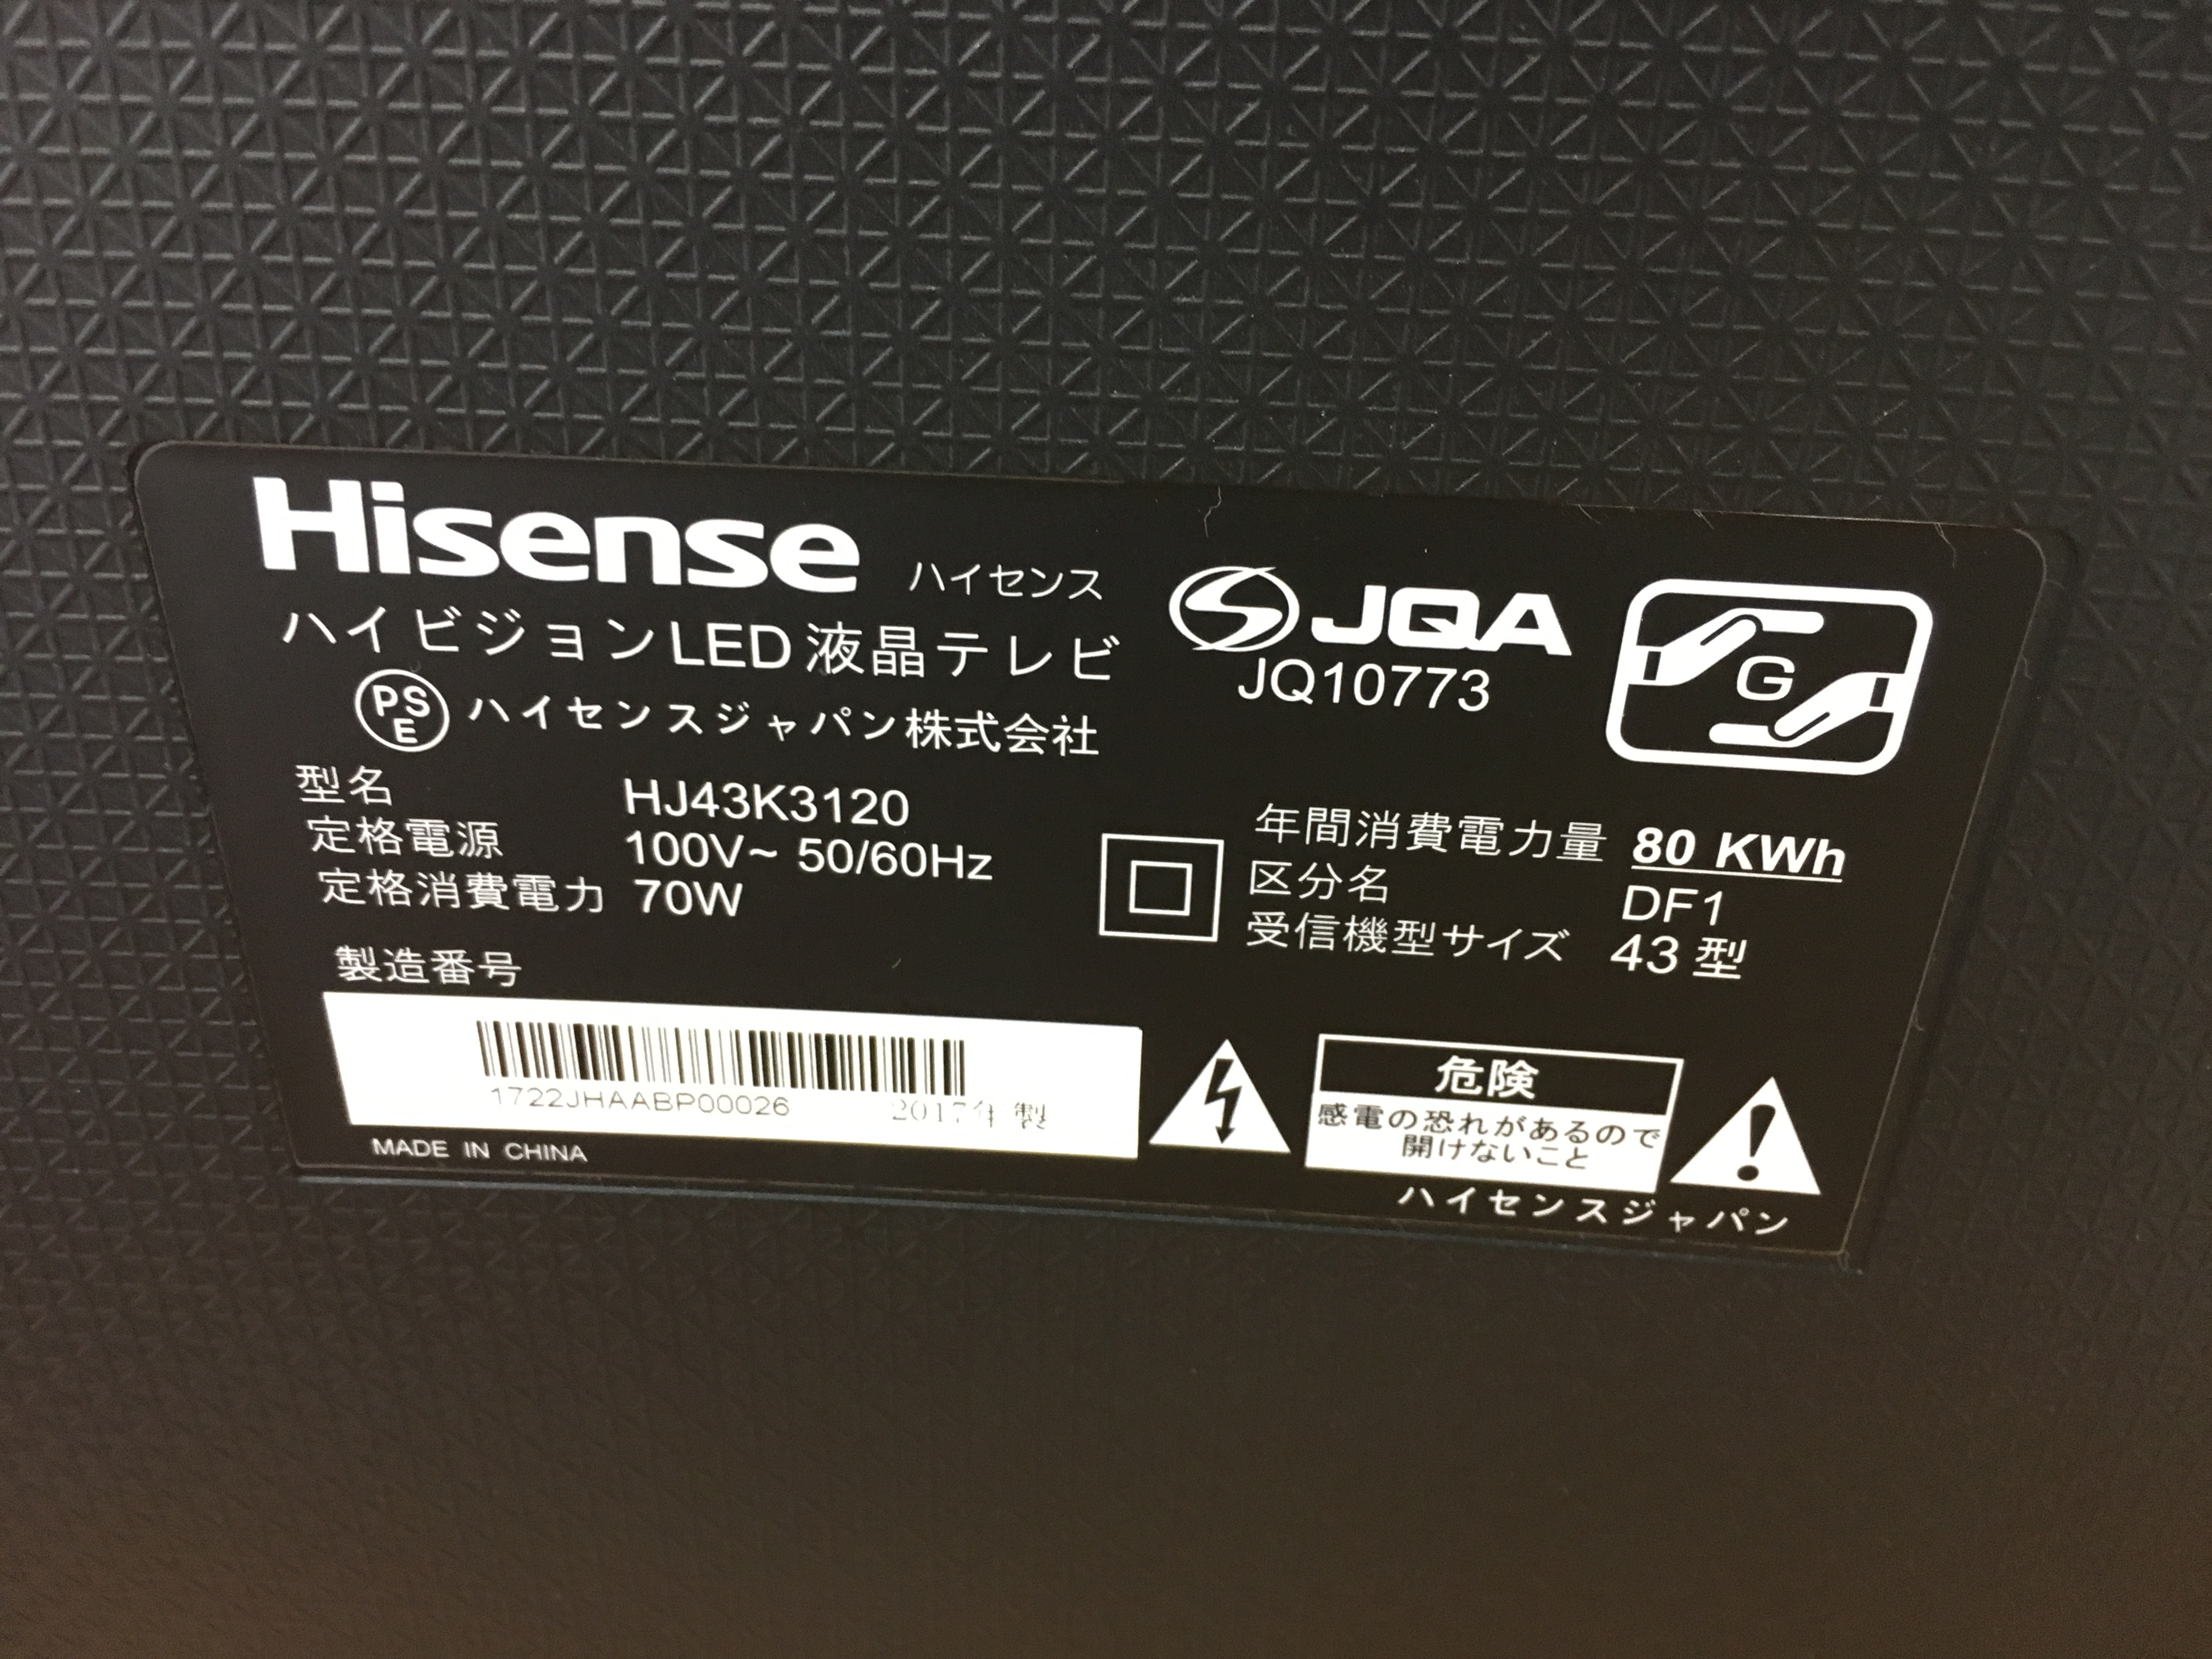 Hisense ハイセンス
ハイビジョンLED 液晶テレビ
PSE ハイセンスジャパン株式会社
JQA
JQ10773
G
型名 HJ43K3120
定格電源 100V~ 50/60Hz
定格消費電力 70W
年間消費電力量 80 KWh
区分名 DF1
受信機型サイズ 43 型
製造番号
1722JHAABP00026 2017年 製
MADE IN CHINA
危険
感電の恐れがあるので
開けないこと
ハイセンスジャパン